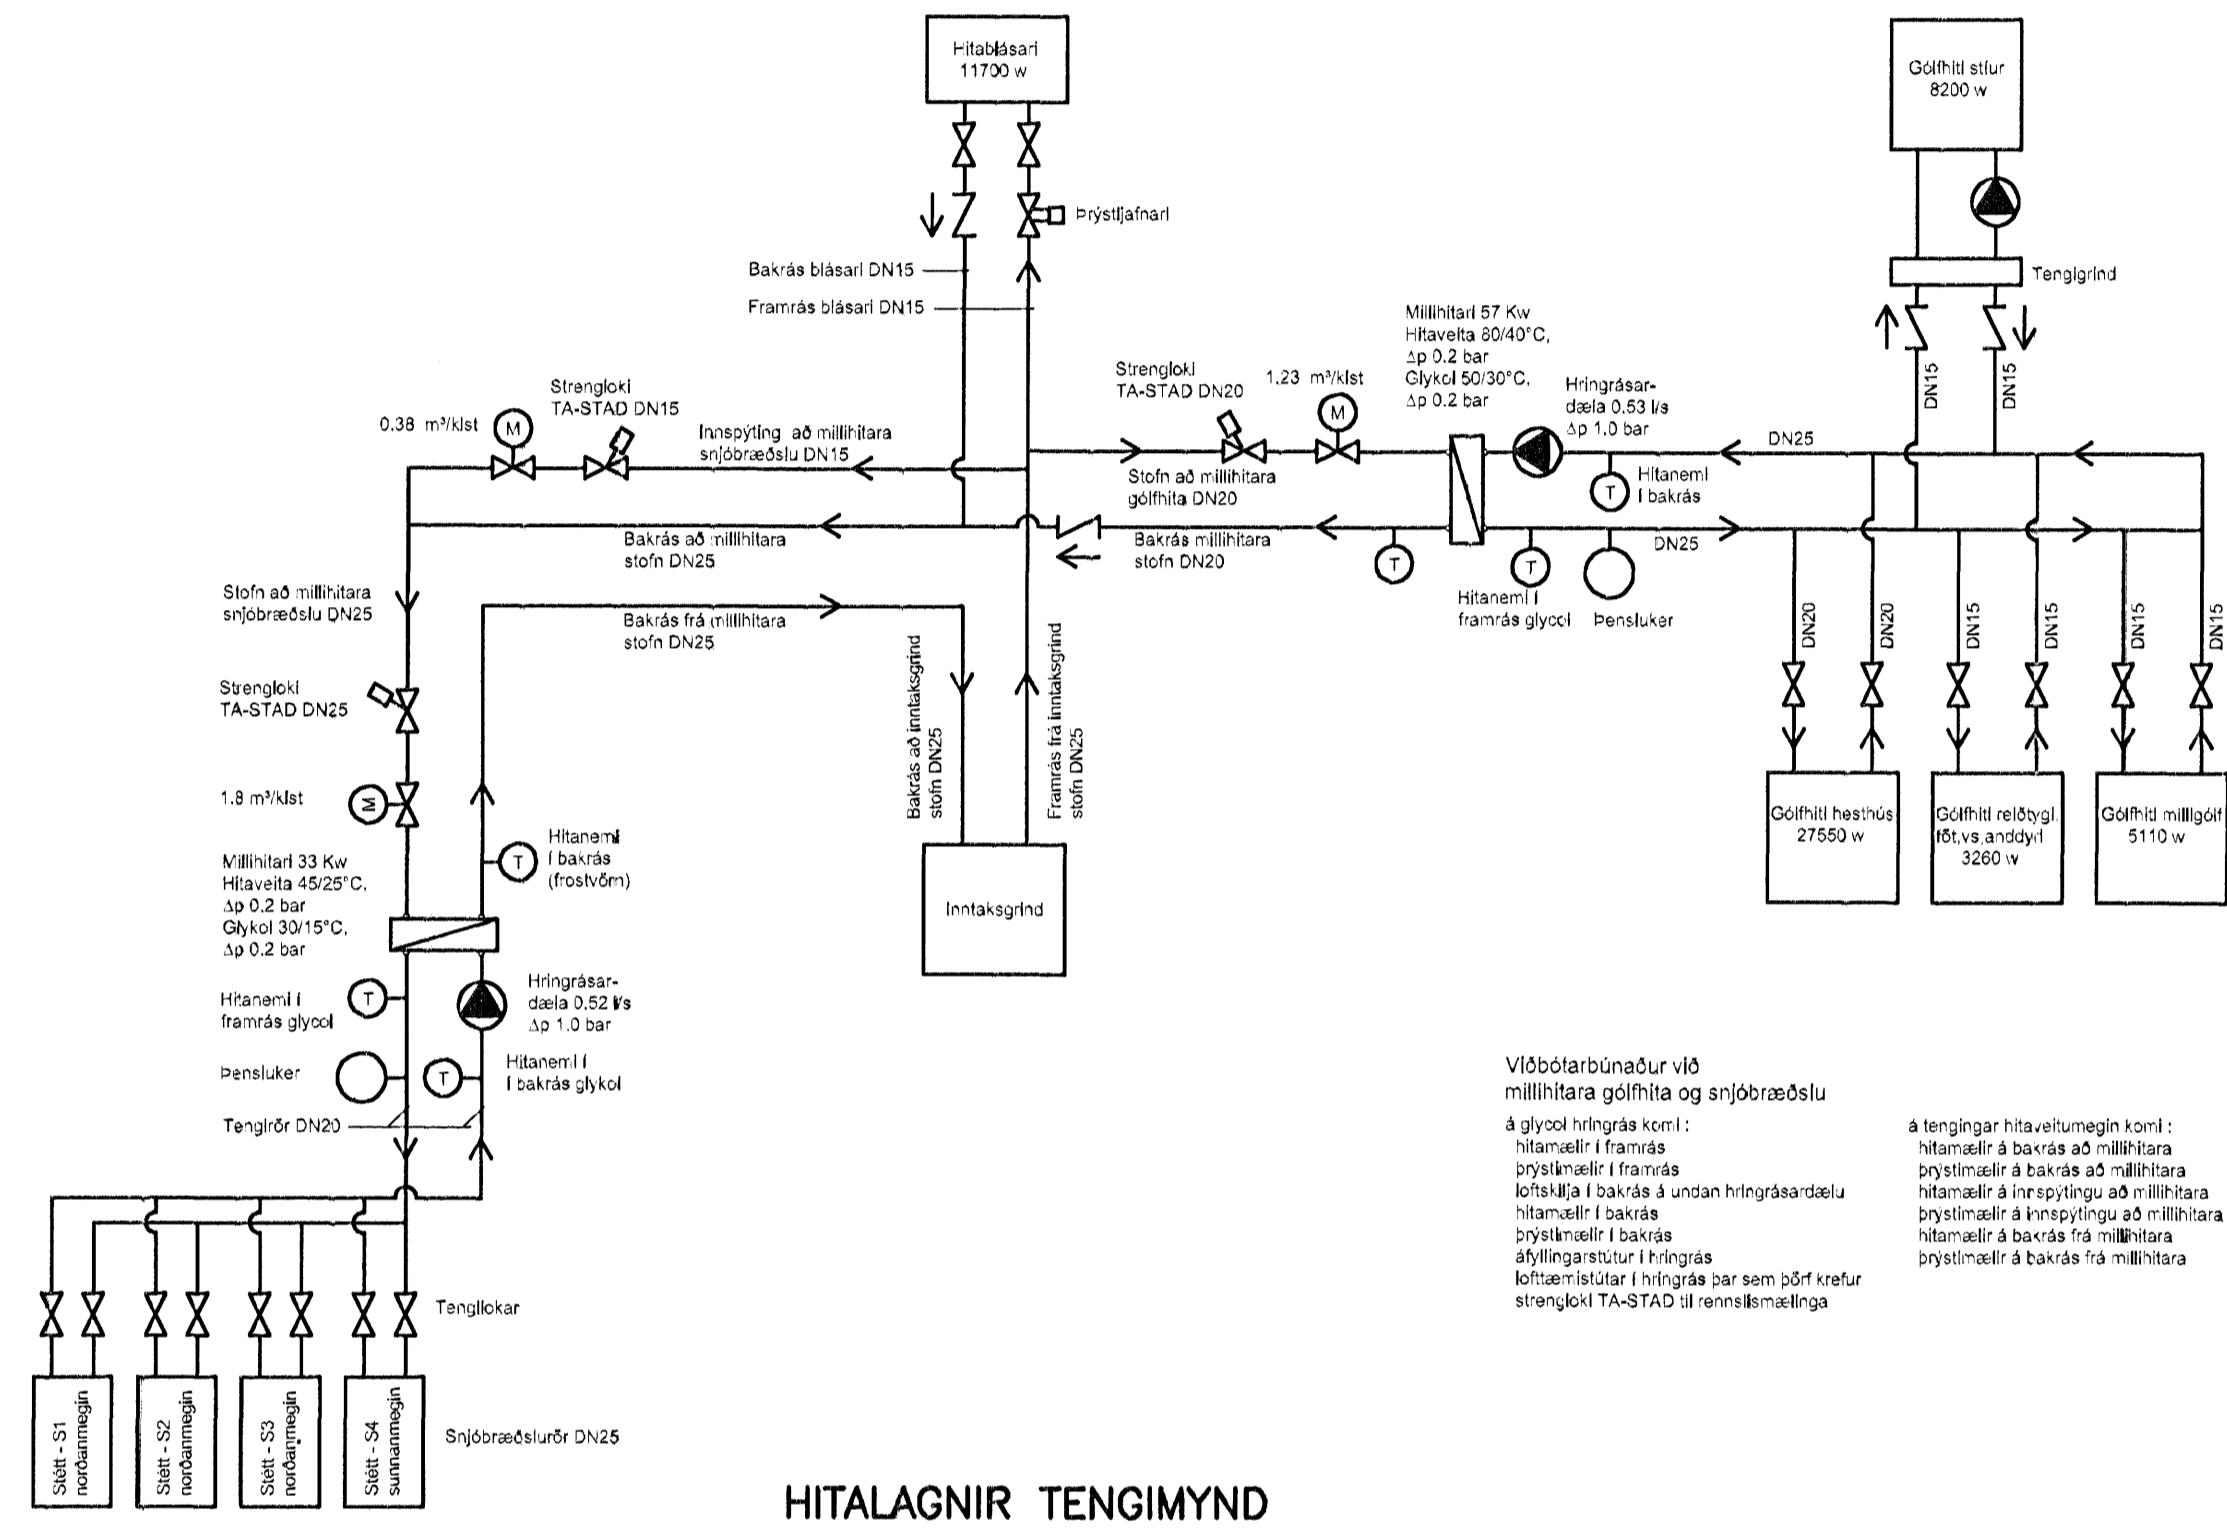 Hitablásari
11700 w
Gólfhiti stíur
8200 w
Þrýstijafnari
Bakrás blásari DN15
Framrás blásari DN15
Tengigrind
DN15
DN15
Millihitari 57 Kw
Hitaveita 80/40°C,
Δp 0.2 bar
Glykol 50/30°C,
Δp 0.2 bar
Strengloki
TA-STAD DN20
1.23 m³/klst
Hringrásar-
dæla 0.53 l/s
Δp 1.0 bar
Strengloki
TA-STAD DN15
0.38 m³/klst
M
M
Innspýting að millihitara
snjóbræðslu DN15
DN25
Stofn að millihitara
gólfhita DN20
Hitanemi
í bakrás
T
Bakrás að millihitara
stofn DN25
Bakrás millihitara
stofn DN20
DN25
T
T
Hitanemi í
framrás glycol
Þensluker
Stofn að millihitara
snjóbræðslu DN25
Bakrás frá millihitara
stofn DN25
DN20
DN20
DN15
DN15
DN15
DN15
Strengloki
TA-STAD DN25
Bakrás að inntaksgrind
stofn DN25
Framrás frá inntaksgrind
stofn DN25
1.8 m³/klst
M
Gólfhiti hesthús
27550 w
Gólfhiti reiðtygi,
föt,vs,anddyri
3260 w
Gólfhiti milligólf
5110 w
Millihitari 33 Kw
Hitaveita 45/25°C,
Δp 0.2 bar
Glykol 30/15°C,
Δp 0.2 bar
T
Hitanemi
í bakrás
(frostvörn)
Inntaksgrind
Hitanemi í
framrás glycol
T
Hringrásar-
dæla 0.52 l/s
Δp 1.0 bar
Þensluker
T
Hitanemi í
í bakrás glykol
Tengirör DN20
Tengilokar
Stétt - S1
norðanmegin
Stétt - S2
norðanmegin
Stétt - S3
norðanmegin
Stétt - S4
sunnanmegin
Snjóbræðslurör DN25
Viðbótarbúnaður við
millihitara gólfhita og snjóbræðslu
á glycol hringrás komi :
hitamælir í framrás
þrýstimælir í framrás
loftskilja í bakrás á undan hringrásardælu
hitamælir í bakrás
þrýstimælir í bakrás
áfyllingarstútur í hringrás
lofttæmistútar í hringrás þar sem þörf krefur
strengloki TA-STAD til rennslismælinga
á tengingar hitaveitumegin komi :
hitamælir á bakrás að millihitara
þrýstimælir á bakrás að millihitara
hitamælir á innspýtingu að millihitara
þrýstimælir á innspýtingu að millihitara
hitamælir á bakrás frá millihitara
þrýstimælir á bakrás frá millihitara
HITALAGNIR TENGIMYND